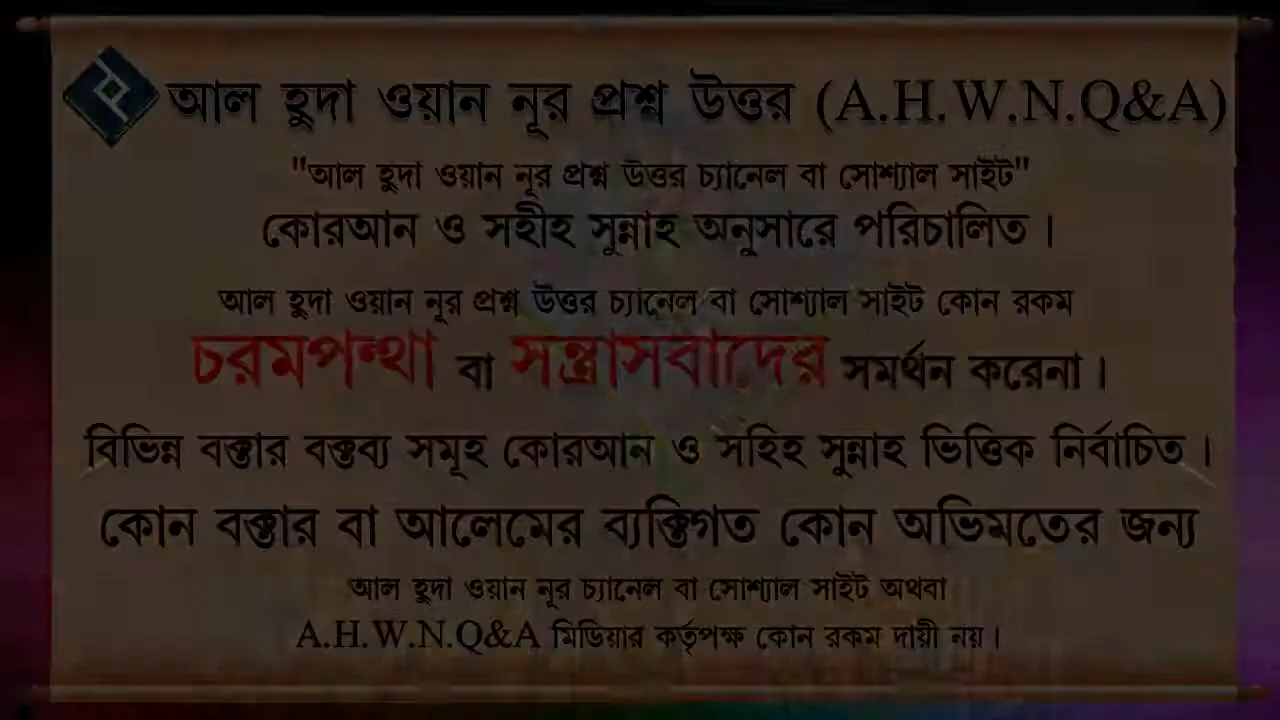 আল হুদা ওয়ান নূর প্রশ্ন উত্তর (A.H.W.N.Q&A)
"আল হুদা ওয়ান নূর প্রশ্ন উত্তর চ্যানেল বা সোশ্যাল সাইট"
কোরআন ও সহীহ সুন্নাহ অনুসারে পরিচালিত।
আল হুদা ওয়ান নূর প্রশ্ন উত্তর চ্যানেল বা সোশ্যাল সাইট কোন রকম
চরমপন্থা বা সন্ত্রাসবাদের সমর্থন করেনা।
বিভিন্ন বক্তার বক্তব্য সমূহ কোরআন ও সহিহ সুন্নাহ ভিত্তিক নির্বাচিত।
কোন বক্তার বা আলেমের ব্যক্তিগত কোন অভিমতের জন্য
আল হুদা ওয়ান নূর চ্যানেল বা সোশ্যাল সাইট অথবা
A.H.W.N.Q&A মিডিয়ার কর্তৃপক্ষ কোন রকম দায়ী নয়।